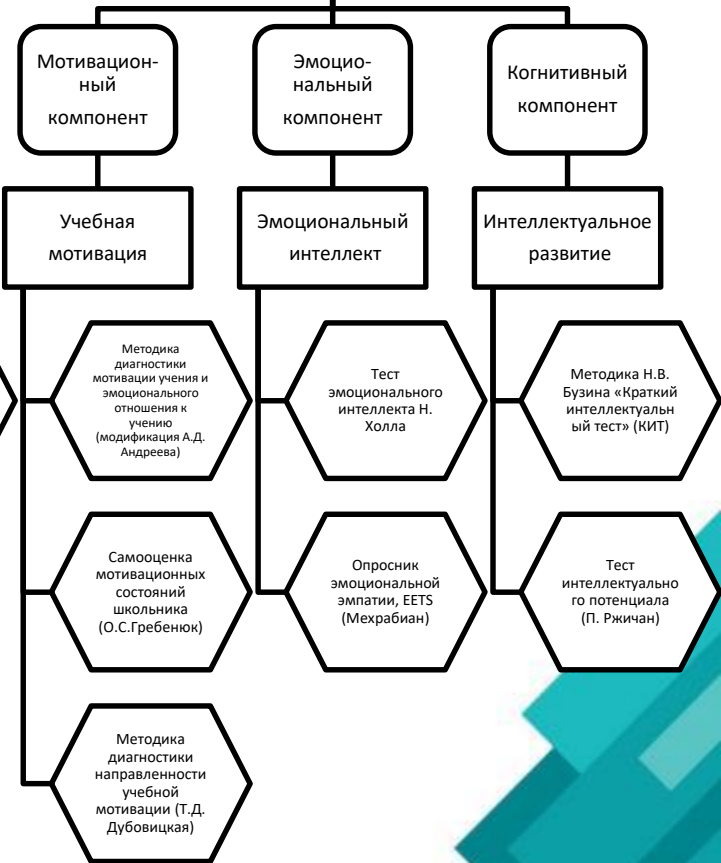 Мотивацион-
ный
компонент
Эмоцио-
нальный
компонент
Когнитивный
компонент
Учебная
мотивация
Эмоциональный
интеллект
Интеллектуальное
развитие
Методика
диагностики
мотивации учения и
эмоционального
отношения к
учению
(модификация А.Д.
Андреева)
Тест
эмоционального
интеллекта Н.
Холла
Методика Н.В.
Бузина «Краткий
интеллектуальн
ый тест» (КИТ)
Самооценка
мотивационных
состояний
школьника
(О.С.Гребенюк)
Опросник
эмоциональной
эмпатии, EETS
(Мехрабиан)
Тест
интеллектуально
го потенциала
(П. Ржичан)
Методика
диагностики
направленности
учебной
мотивации (Т.Д.
Дубовицкая)